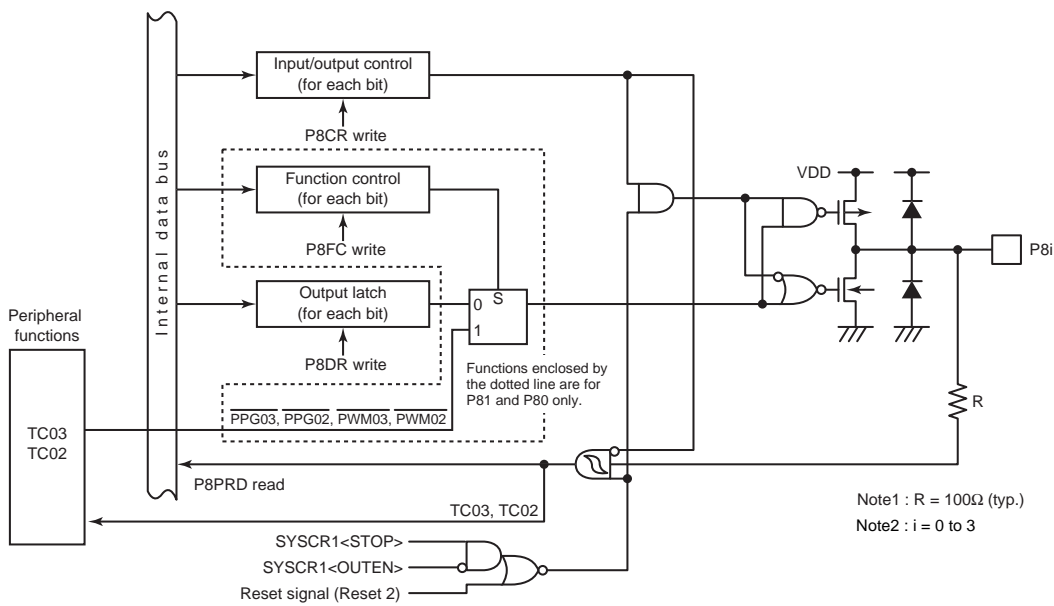 Input/output control
(for each bit)
P8CR write
Internal data bus
Function control
(for each bit)
P8FC write
VDD
P8i
Output latch
(for each bit)
0
S
1
P8DR write
Peripheral
functions
TC03
TC02
Functions enclosed by
the dotted line are for
P81 and P80 only.
PPG03, PPG02, PWM03, PWM02
R
P8PRD read
TC03, TC02
Note1 : R = 100Ω (typ.)
Note2 : i = 0 to 3
SYSCR1<STOP>
SYSCR1<OUTEN>
Reset signal (Reset 2)